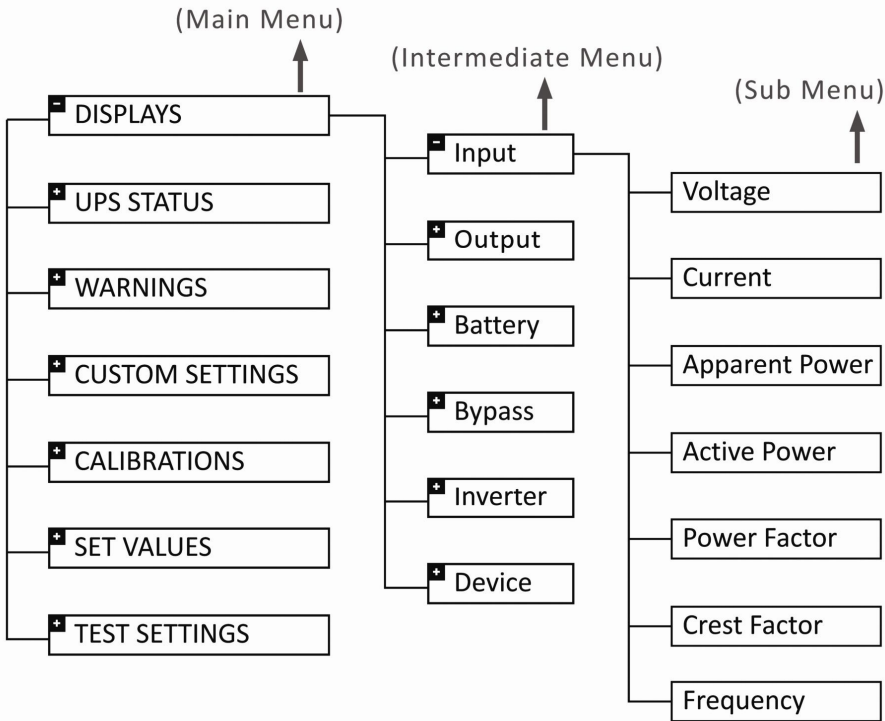 (Main Menu)
(Intermediate Menu)
(Sub Menu)
DISPLAYS
UPS STATUS
WARNINGS
CUSTOM SETTINGS
CALIBRATIONS
SET VALUES
TEST SETTINGS
Input
Output
Battery
Bypass
Inverter
Device
Voltage
Current
Apparent Power
Active Power
Power Factor
Crest Factor
Frequency